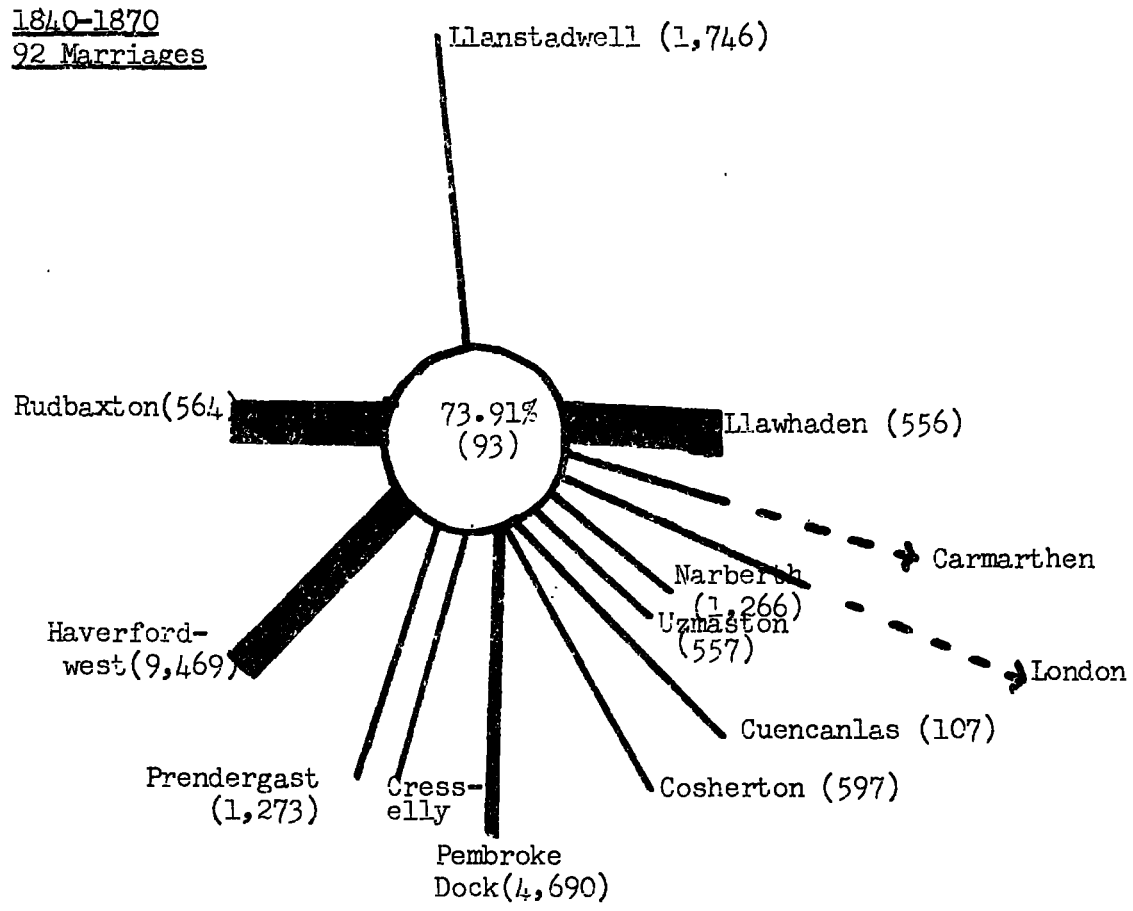 1840-1870
92 Marriages
Llanstadwell (1,746)
Rudbaxton(564)
73.91%
(93)
Llawhaden (556)
Carmarthen
Narberth
(1,266)
Uzmaston
(557)
London
Haverford-
west(9,469)
Cuencanlas (107)
Prendergast
(1,273)
Cress-
elly
Cosherton (597)
Pembroke
Dock(4,690)